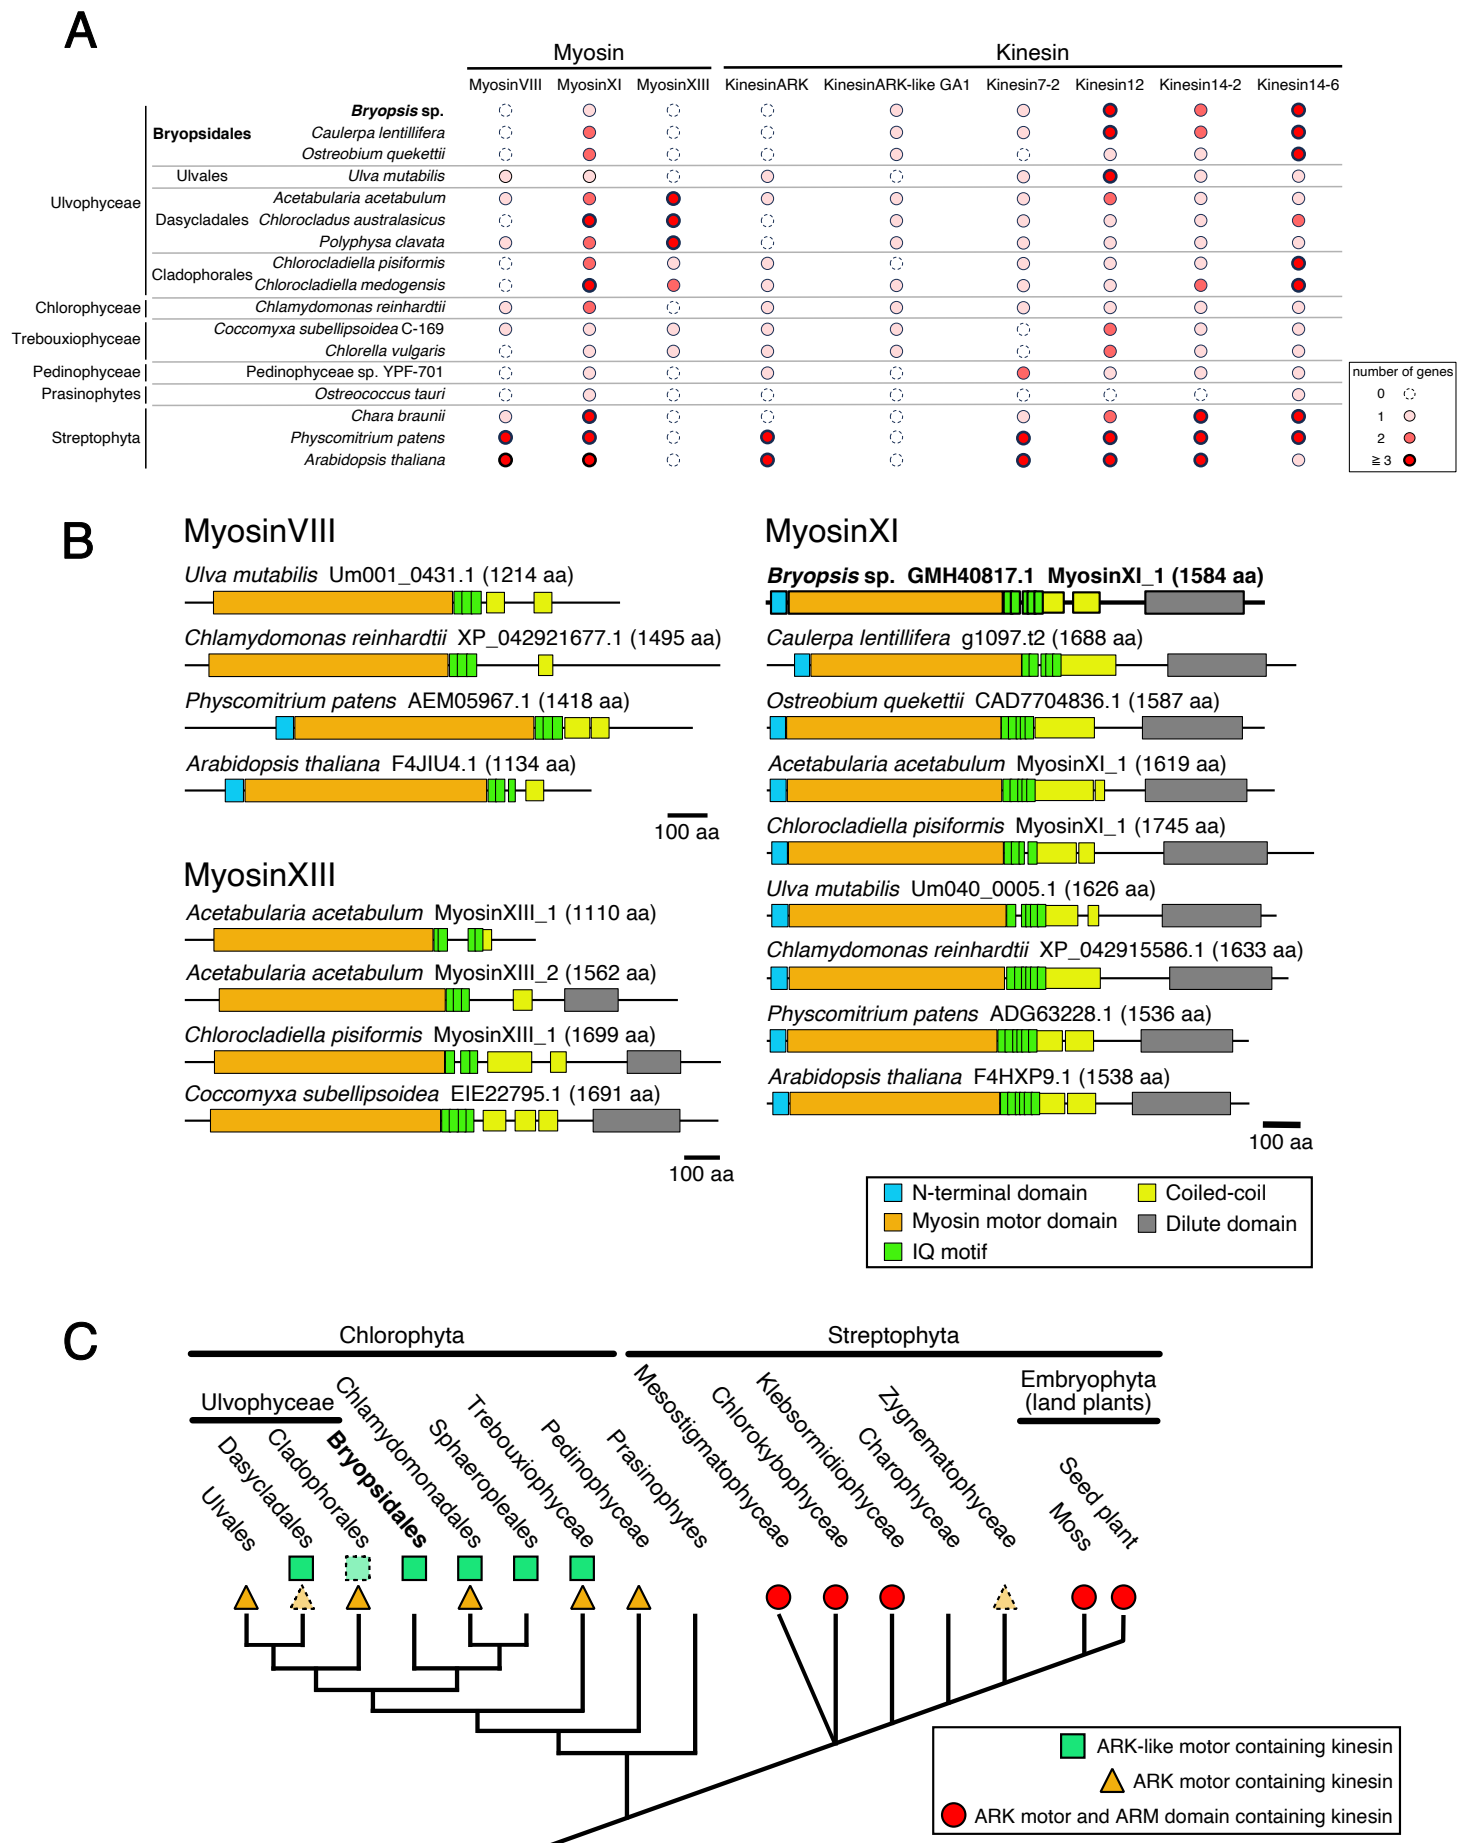 A
Myosin Kinesin
MyosinVIII MyosinXI MyosinXIII KinesinARK KinesinARK-like GA1 Kinesin7-2 Kinesin12 Kinesin14-2 Kinesin14-6
Bryopsis sp.
Bryopsidales Caulerpa lentillifera
Ostreobium quekettii
Ulvales Ulva mutabilis
Ulvophyceae Acetabularia acetabulum
Dasycladales Chlorocladus australasicus
Polyphysa clavata
Chlorocladiella pisiformis
Cladophorales Chlorocladiella medogensis
Chlorophyceae Chlamydomonas reinhardtii
Trebouxiophyceae Coccomyxa subellipsoidea C-169
Chlorella vulgaris
Pedinophyceae Pedinophyceae sp. YPF-701
Prasinophytes Ostreococcus tauri
Chara braunii
Streptophyta Physcomitrium patens
Arabidopsis thaliana
number of genes
0
1
2
≧ 3
B
MyosinVIII
Ulva mutabilis Um001_0431.1 (1214 aa)
Chlamydomonas reinhardtii XP_042921677.1 (1495 aa)
Physcomitrium patens AEM05967.1 (1418 aa)
Arabidopsis thaliana F4JIU4.1 (1134 aa)
100 aa
MyosinXIII
Acetabularia acetabulum MyosinXIII_1 (1110 aa)
Acetabularia acetabulum MyosinXIII_2 (1562 aa)
Chlorocladiella pisiformis MyosinXIII_1 (1699 aa)
Coccomyxa subellipsoidea EIE22795.1 (1691 aa)
100 aa
MyosinXI
Bryopsis sp. GMH40817.1 MyosinXI_1 (1584 aa)
Caulerpa lentillifera g1097.t2 (1688 aa)
Ostreobium quekettii CAD7704836.1 (1587 aa)
Acetabularia acetabulum MyosinXI_1 (1619 aa)
Chlorocladiella pisiformis MyosinXI_1 (1745 aa)
Ulva mutabilis Um040_0005.1 (1626 aa)
Chlamydomonas reinhardtii XP_042915586.1 (1633 aa)
Physcomitrium patens ADG63228.1 (1536 aa)
Arabidopsis thaliana F4HXP9.1 (1538 aa)
100 aa
N-terminal domain
Myosin motor domain
IQ motif
Coiled-coil
Dilute domain
C
Chlorophyta Streptophyta
Ulvophyceae
Embryophyta
(land plants)
Ulvales
Dasycladales
Cladophorales
Bryopsidales
Chlamydomonadales
Sphaeropleales
Trebouxiophyceae
Pedinophyceae
Prasinophytes
Mesostigmatophyceae
Chlorokybophyceae
Klebsormidiophyceae
Charophyceae
Zygnematophyceae
Moss
Seed plant
ARK-like motor containing kinesin
ARK motor containing kinesin
ARK motor and ARM domain containing kinesin